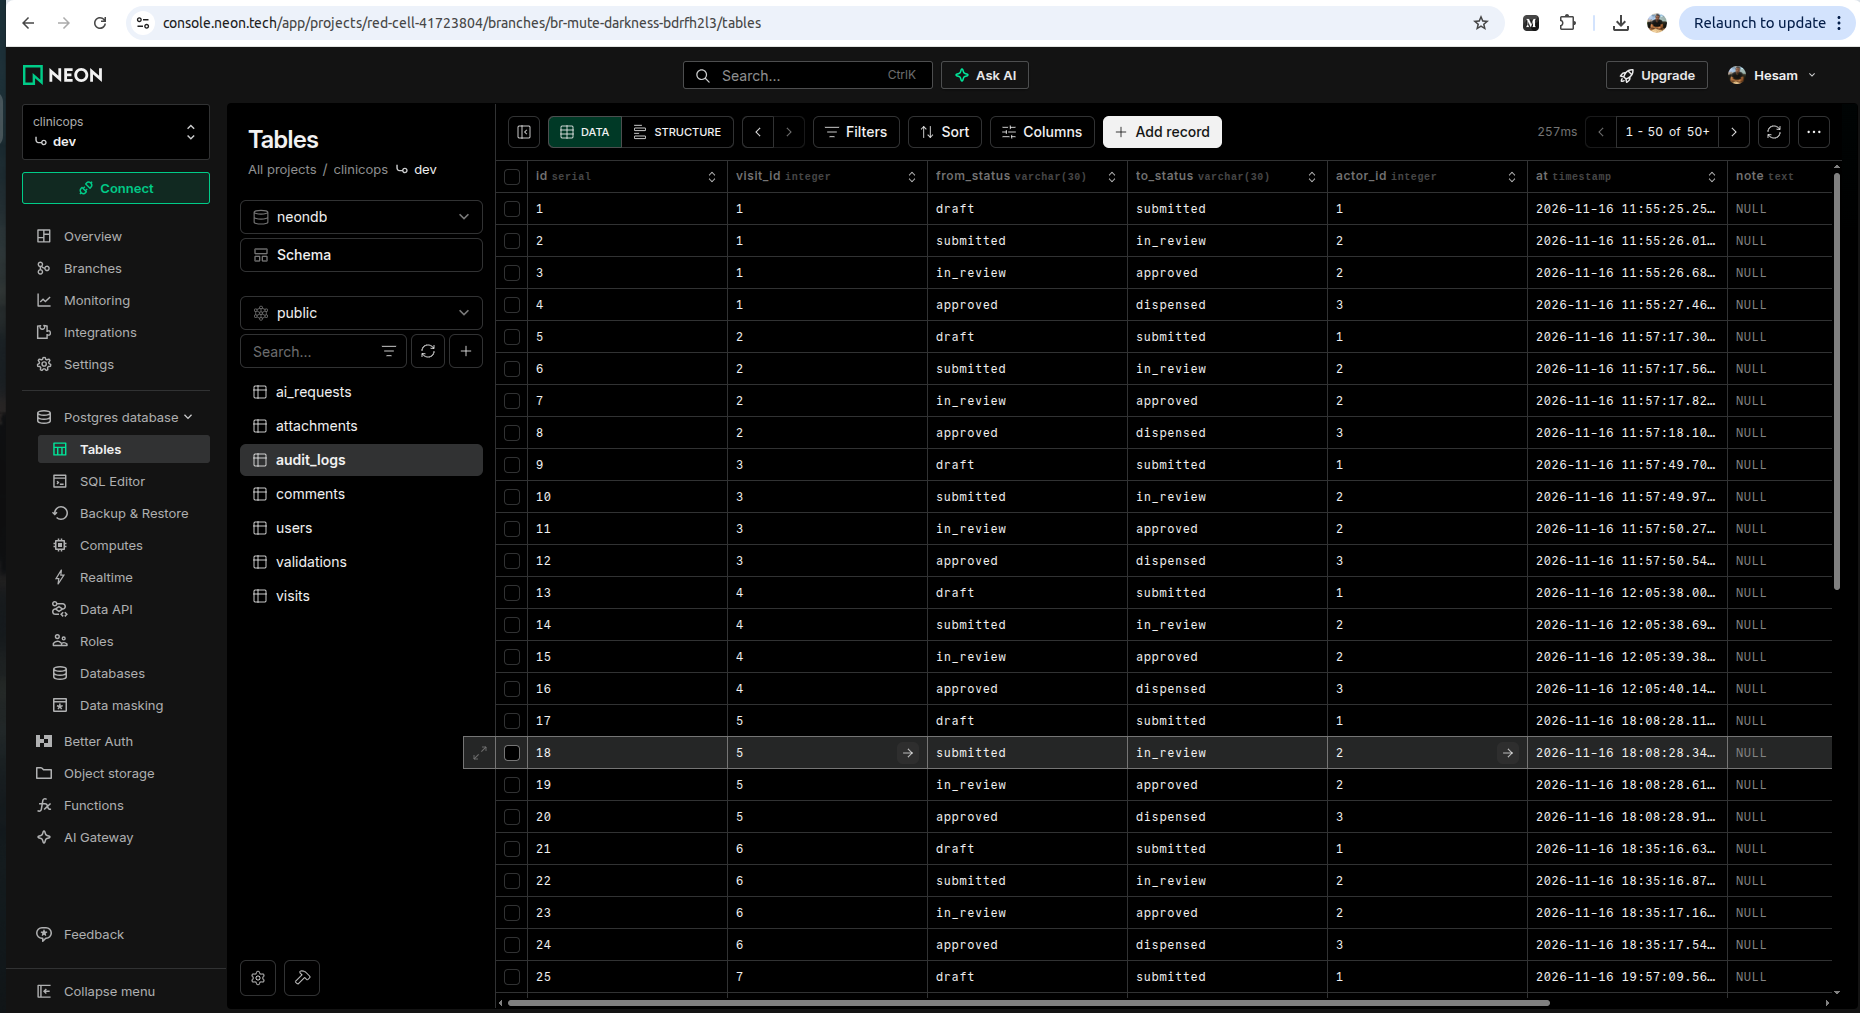 console.neon.tech/app/projects/red-cell-41723804/branches/br-mute-darkness-bdrfh2l3/tables
M
Relaunch to update
NEON
Search...
CtrlK
Ask AI
Upgrade
Hesam
clinicops
dev
Connect
Overview
Branches
Monitoring
Integrations
Settings
Postgres database
Tables
SQL Editor
Backup & Restore
Computes
Realtime
Data API
Roles
Databases
Data masking
Better Auth
Object storage
Functions
AI Gateway
Feedback
Collapse menu
Tables
All projects / clinicops dev
neondb
Schema
public
Search...
ai_requests
attachments
audit_logs
comments
users
validations
visits
DATA STRUCTURE Filters Sort Columns Add record 257ms 1 - 50 of 50+
id serial visit_id integer from_status varchar(30) to_status varchar(30) actor_id integer at timestamp note text
1 1 draft submitted 1 2026-11-16 11:55:25.25… NULL
2 1 submitted in_review 2 2026-11-16 11:55:26.01… NULL
3 1 in_review approved 2 2026-11-16 11:55:26.68… NULL
4 1 approved dispensed 3 2026-11-16 11:55:27.46… NULL
5 2 draft submitted 1 2026-11-16 11:57:17.30… NULL
6 2 submitted in_review 2 2026-11-16 11:57:17.56… NULL
7 2 in_review approved 2 2026-11-16 11:57:17.82… NULL
8 2 approved dispensed 3 2026-11-16 11:57:18.10… NULL
9 3 draft submitted 1 2026-11-16 11:57:49.70… NULL
10 3 submitted in_review 2 2026-11-16 11:57:49.97… NULL
11 3 in_review approved 2 2026-11-16 11:57:50.27… NULL
12 3 approved dispensed 3 2026-11-16 11:57:50.54… NULL
13 4 draft submitted 1 2026-11-16 12:05:38.00… NULL
14 4 submitted in_review 2 2026-11-16 12:05:38.69… NULL
15 4 in_review approved 2 2026-11-16 12:05:39.38… NULL
16 4 approved dispensed 3 2026-11-16 12:05:40.14… NULL
17 5 draft submitted 1 2026-11-16 18:08:28.11… NULL
18 5 submitted in_review 2 2026-11-16 18:08:28.34… NULL
19 5 in_review approved 2 2026-11-16 18:08:28.61… NULL
20 5 approved dispensed 3 2026-11-16 18:08:28.91… NULL
21 6 draft submitted 1 2026-11-16 18:35:16.63… NULL
22 6 submitted in_review 2 2026-11-16 18:35:16.87… NULL
23 6 in_review approved 2 2026-11-16 18:35:17.16… NULL
24 6 approved dispensed 3 2026-11-16 18:35:17.54… NULL
25 7 draft submitted 1 2026-11-16 19:57:09.56… NULL